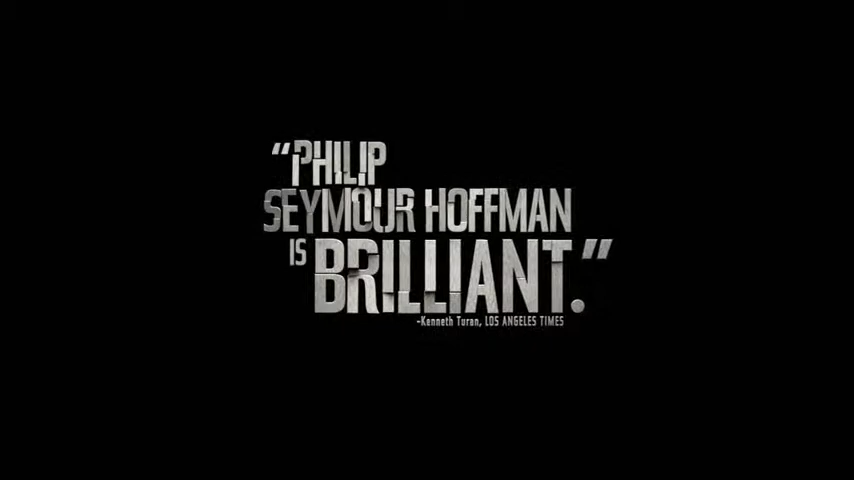 “PHILIP
SEYMOUR HOFFMAN
IS BRILLIANT.”
-Kenneth Turan, LOS ANGELES TIMES